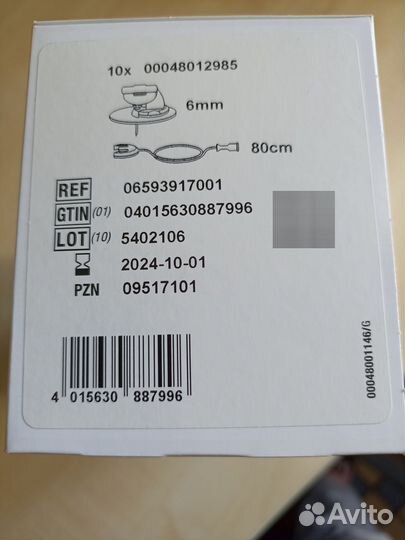 10x 00048012985
6mm
80cm
REF 06593917001
GTIN (01) 04015630887996
LOT (10) 5402106
2024-10-01
PZN 09517101
4 015630 887996
00048001146/G
Avito